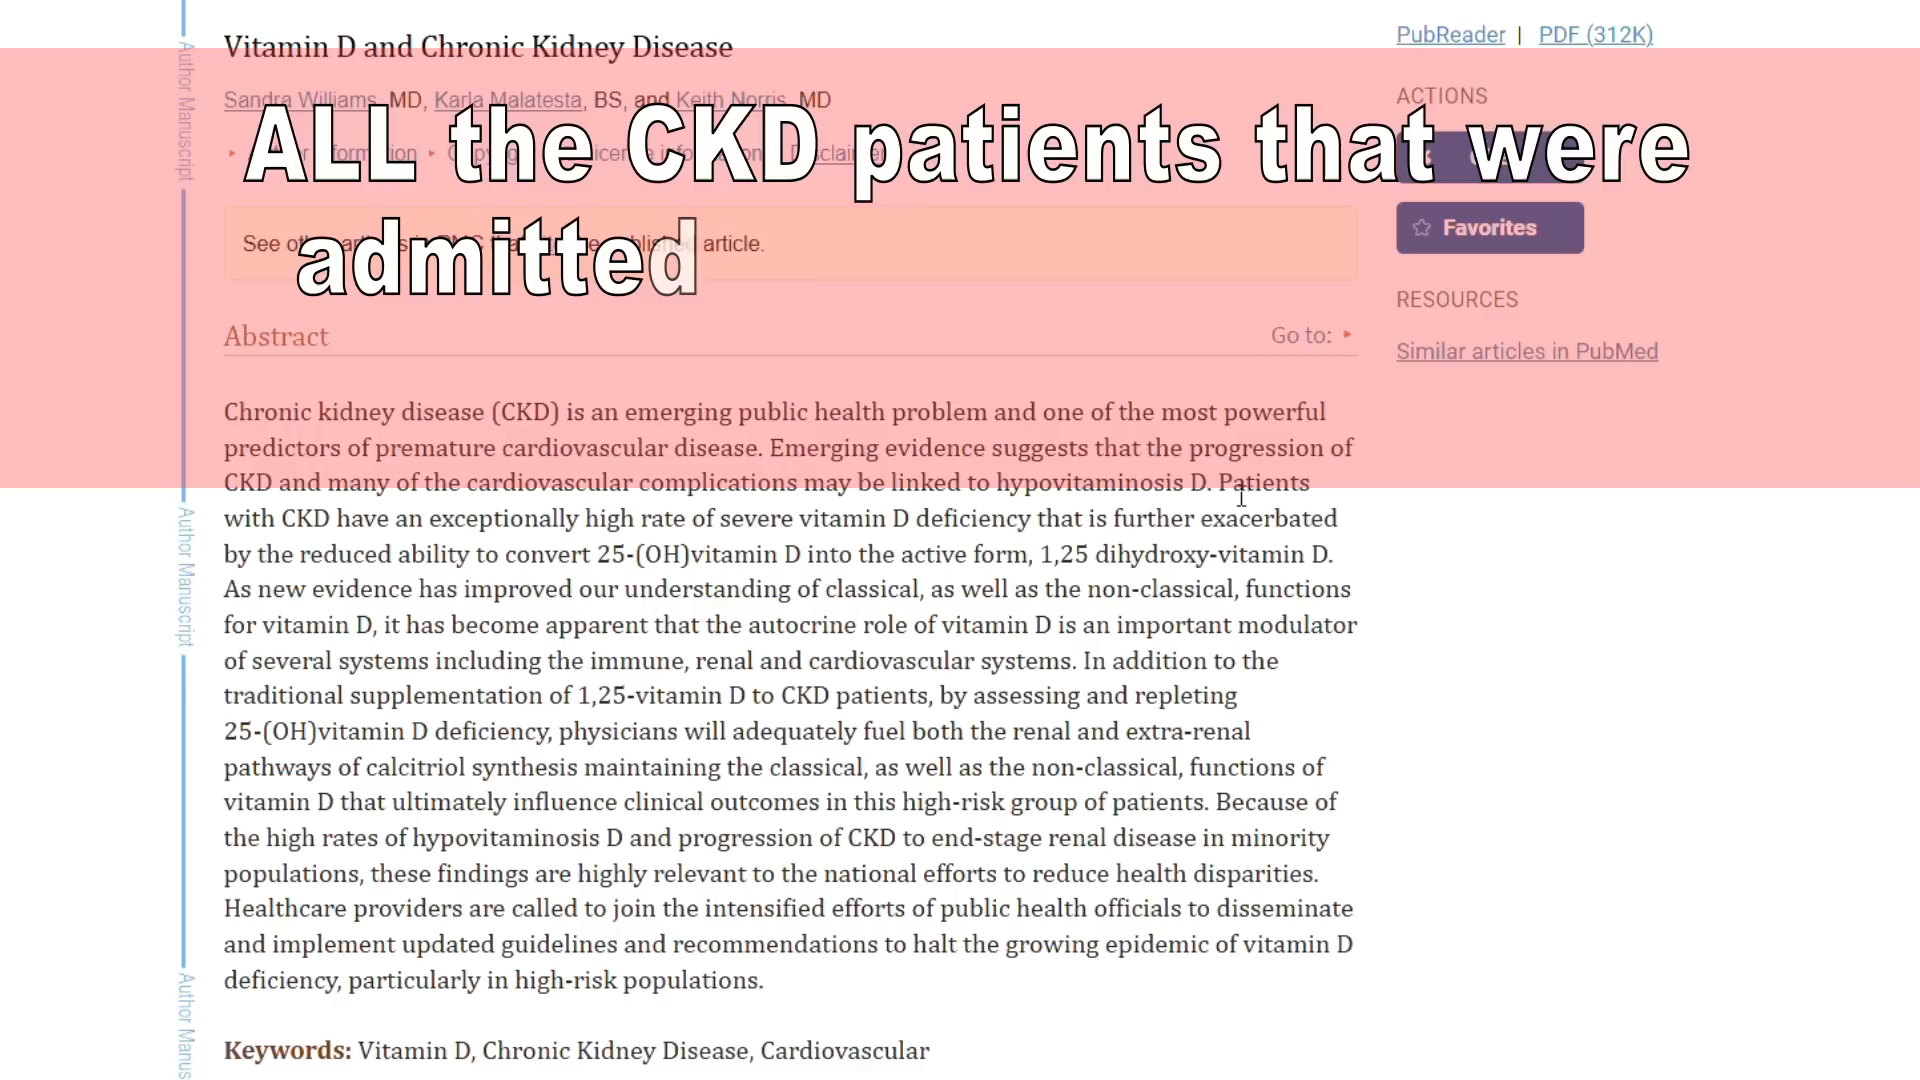 Vitamin D and Chronic Kidney Disease
PubReader | PDF (312K)
Sandra Williams, MD, Karla Malatesta, BS, and Keith Norris, MD
ACTIONS
ALL the CKD patients that were
admitted
Favorites
See article.
RESOURCES
Similar articles in PubMed
Abstract
Go to:
Chronic kidney disease (CKD) is an emerging public health problem and one of the most powerful
predictors of premature cardiovascular disease. Emerging evidence suggests that the progression of
CKD and many of the cardiovascular complications may be linked to hypovitaminosis D. Patients
with CKD have an exceptionally high rate of severe vitamin D deficiency that is further exacerbated
by the reduced ability to convert 25-(OH)vitamin D into the active form, 1,25 dihydroxy-vitamin D.
As new evidence has improved our understanding of classical, as well as the non-classical, functions
for vitamin D, it has become apparent that the autocrine role of vitamin D is an important modulator
of several systems including the immune, renal and cardiovascular systems. In addition to the
traditional supplementation of 1,25-vitamin D to CKD patients, by assessing and repleting
25-(OH)vitamin D deficiency, physicians will adequately fuel both the renal and extra-renal
pathways of calcitriol synthesis maintaining the classical, as well as the non-classical, functions of
vitamin D that ultimately influence clinical outcomes in this high-risk group of patients. Because of
the high rates of hypovitaminosis D and progression of CKD to end-stage renal disease in minority
populations, these findings are highly relevant to the national efforts to reduce health disparities.
Healthcare providers are called to join the intensified efforts of public health officials to disseminate
and implement updated guidelines and recommendations to halt the growing epidemic of vitamin D
deficiency, particularly in high-risk populations.
Keywords: Vitamin D, Chronic Kidney Disease, Cardiovascular
Author Manuscript
Author Manuscript
Author Manus